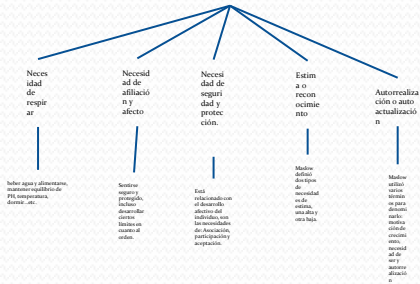 Neces
idad
de
respir
ar
Necesid
ad de
afiliació
n y
afecto
Necesi
dad de
seguri
dad y
protec
ción.
Estim
a o
recon
ocimie
nto
Autorrealiza
ción o auto
actualizació
n
beber agua y alimentarse,
mantener equilibrio de
PH, temperatura,
dormir...etc.
Sentirse
seguro y
protegido,
incluso
desarrollar
ciertos
límites en
cuanto al
orden.
Está
relacionado con
el desarrollo
afectivo del
individuo, son
las necesidades
de: Asociación,
participación y
aceptación.
Maslow
definió
dos tipos
de
necesidad
es de
estima,
una alta y
otra baja.
Maslow
utilizó
varios
términ
os para
denomi
narlo:
motiva
ción de
crecimi
ento,
necesid
ad de
ser y
autorre
alizació
n